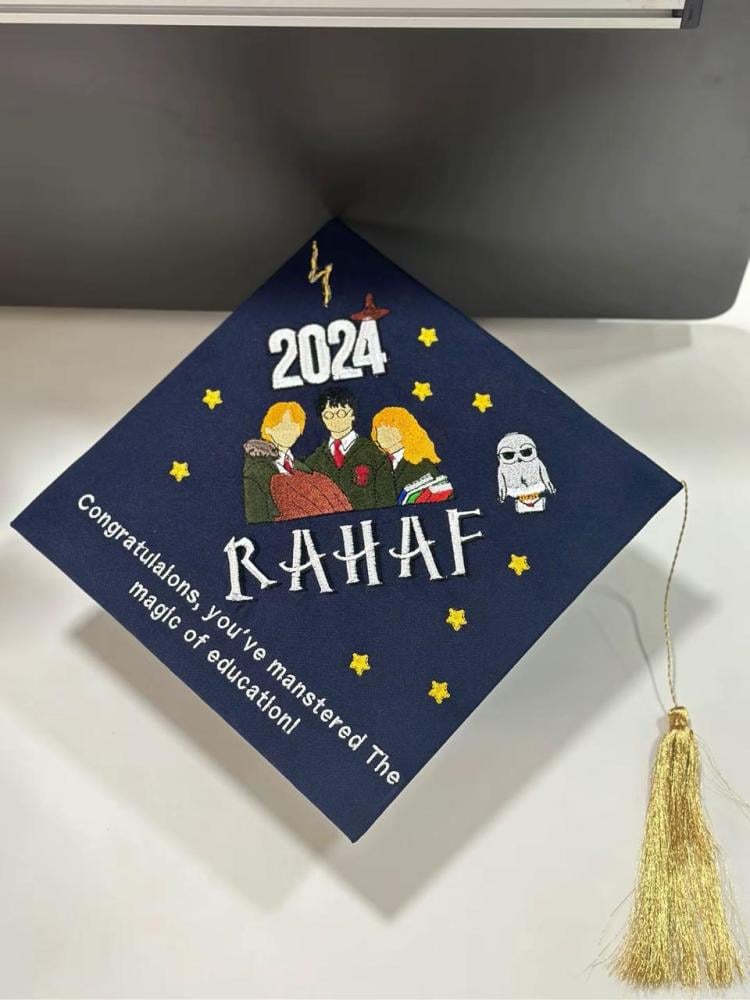 2024
RAHAF
Congratulaions, you've manstered The
magic of education!